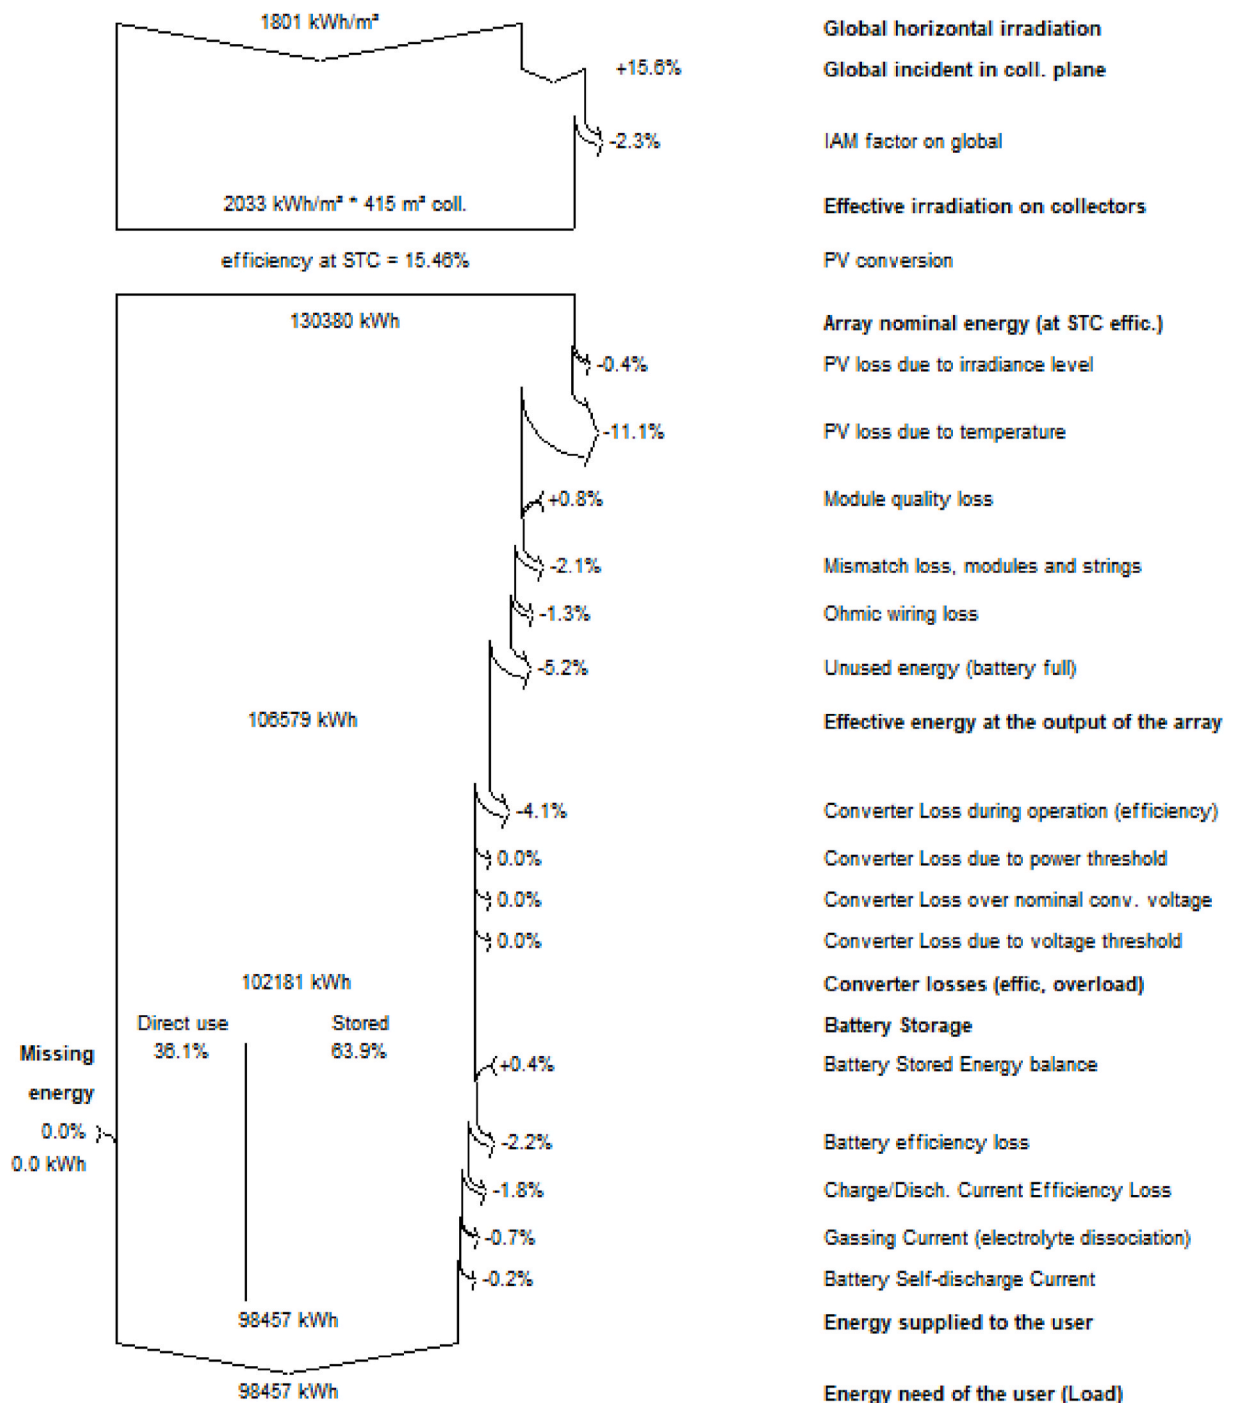 1801 kWh/m²
Global horizontal irradiation
+15.6%
Global incident in coll. plane
-2.3%
IAM factor on global
2033 kWh/m² * 415 m² coll.
Effective irradiation on collectors
efficiency at STC = 15.46%
PV conversion
130380 kWh
Array nominal energy (at STC effic.)
-0.4%
PV loss due to irradiance level
-11.1%
PV loss due to temperature
+0.8%
Module quality loss
-2.1%
Mismatch loss, modules and strings
-1.3%
Ohmic wiring loss
-5.2%
Unused energy (battery full)
106579 kWh
Effective energy at the output of the array
-4.1%
Converter Loss during operation (efficiency)
0.0%
Converter Loss due to power threshold
0.0%
Converter Loss over nominal conv. voltage
0.0%
Converter Loss due to voltage threshold
102181 kWh
Converter losses (effic, overload)
Direct use
Stored
Battery Storage
Missing
energy
36.1%
63.9%
+0.4%
Battery Stored Energy balance
0.0%
0.0 kWh
-2.2%
Battery efficiency loss
-1.8%
Charge/Disch. Current Efficiency Loss
-0.7%
Gassing Current (electrolyte dissociation)
-0.2%
Battery Self-discharge Current
98457 kWh
Energy supplied to the user
98457 kWh
Energy need of the user (Load)